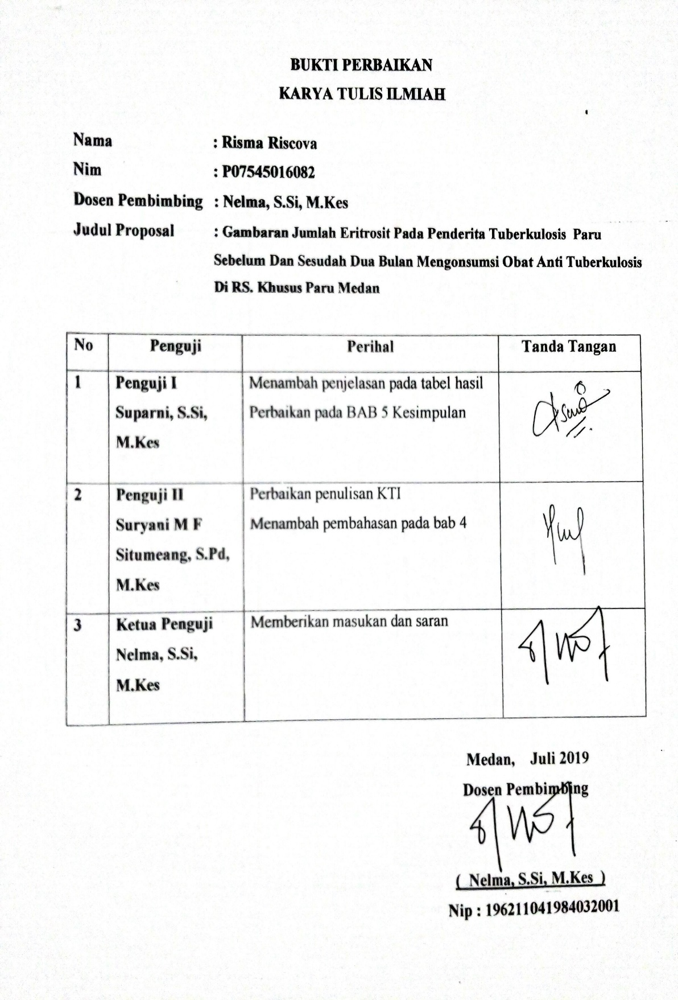 BUKTI PERBAIKAN
KARYA TULIS ILMIAH
Nama : Risma Riscova
Nim : P07545016082
Dosen Pembimbing : Nelma, S.Si, M.Kes
Judul Proposal : Gambaran Jumlah Eritrosit Pada Penderita Tuberkulosis Paru
Sebelum Dan Sesudah Dua Bulan Mengonsumsi Obat Anti Tuberkulosis
Di RS. Khusus Paru Medan
No Penguji Perihal Tanda Tangan
1 Penguji I Menambah penjelasan pada tabel hasil
Suparni, S.Si, Perbaikan pada BAB 5 Kesimpulan
M.Kes
2 Penguji II Perbaikan penulisan KTI
Suryani M F Menambah pembahasan pada bab 4
Situmeang, S.Pd,
M.Kes
3 Ketua Penguji Memberikan masukan dan saran
Nelma, S.Si,
M.Kes
Medan, Juli 2019
Dosen Pembimbing
( Nelma, S.Si, M.Kes )
Nip : 196211041984032001